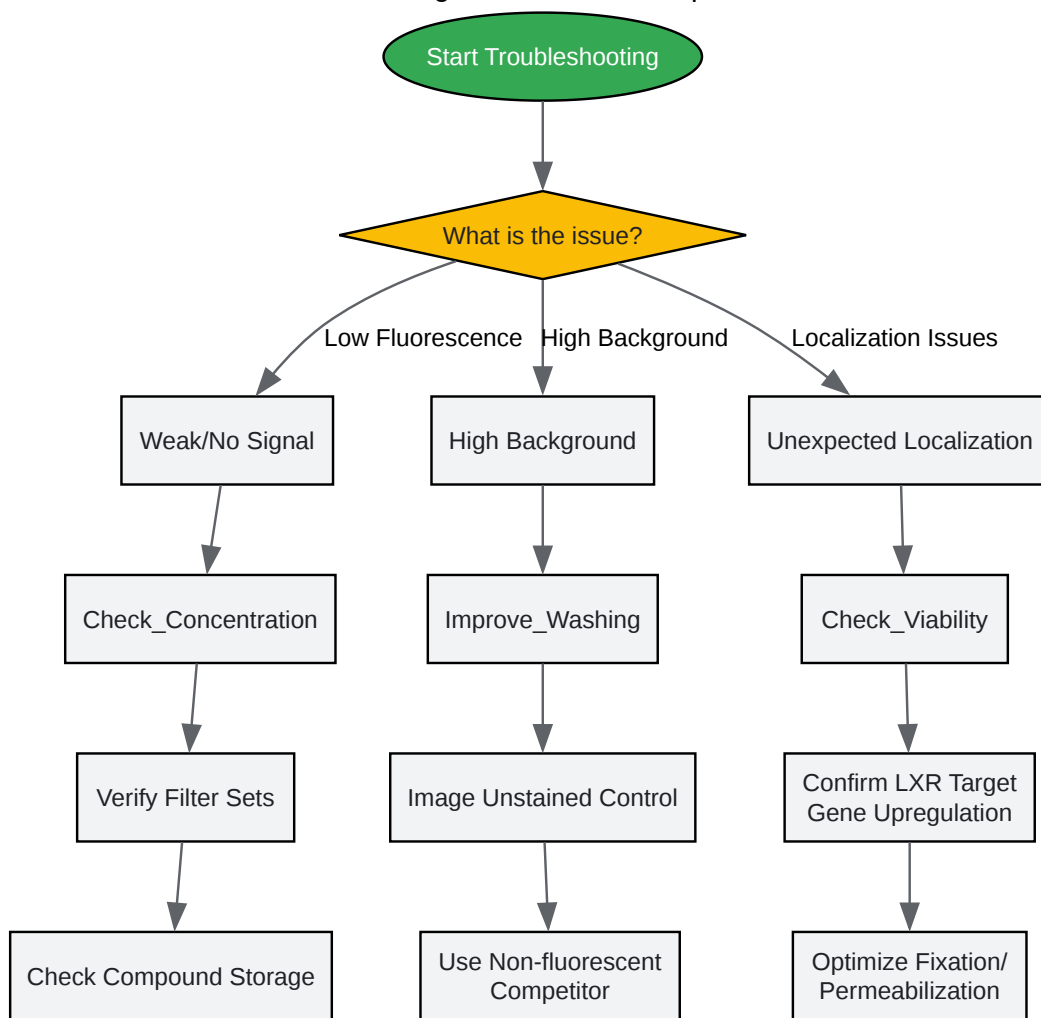 Start Troubleshooting
What is the issue?
Low Fluorescence
High Background
Localization Issues
Weak/No Signal
High Background
Unexpected Localization
Check_Concentration
Improve_Washing
Check_Viability
Verify Filter Sets
Image Unstained Control
Confirm LXR Target
Gene Upregulation
Check Compound Storage
Use Non-fluorescent
Competitor
Optimize Fixation/
Permeabilization